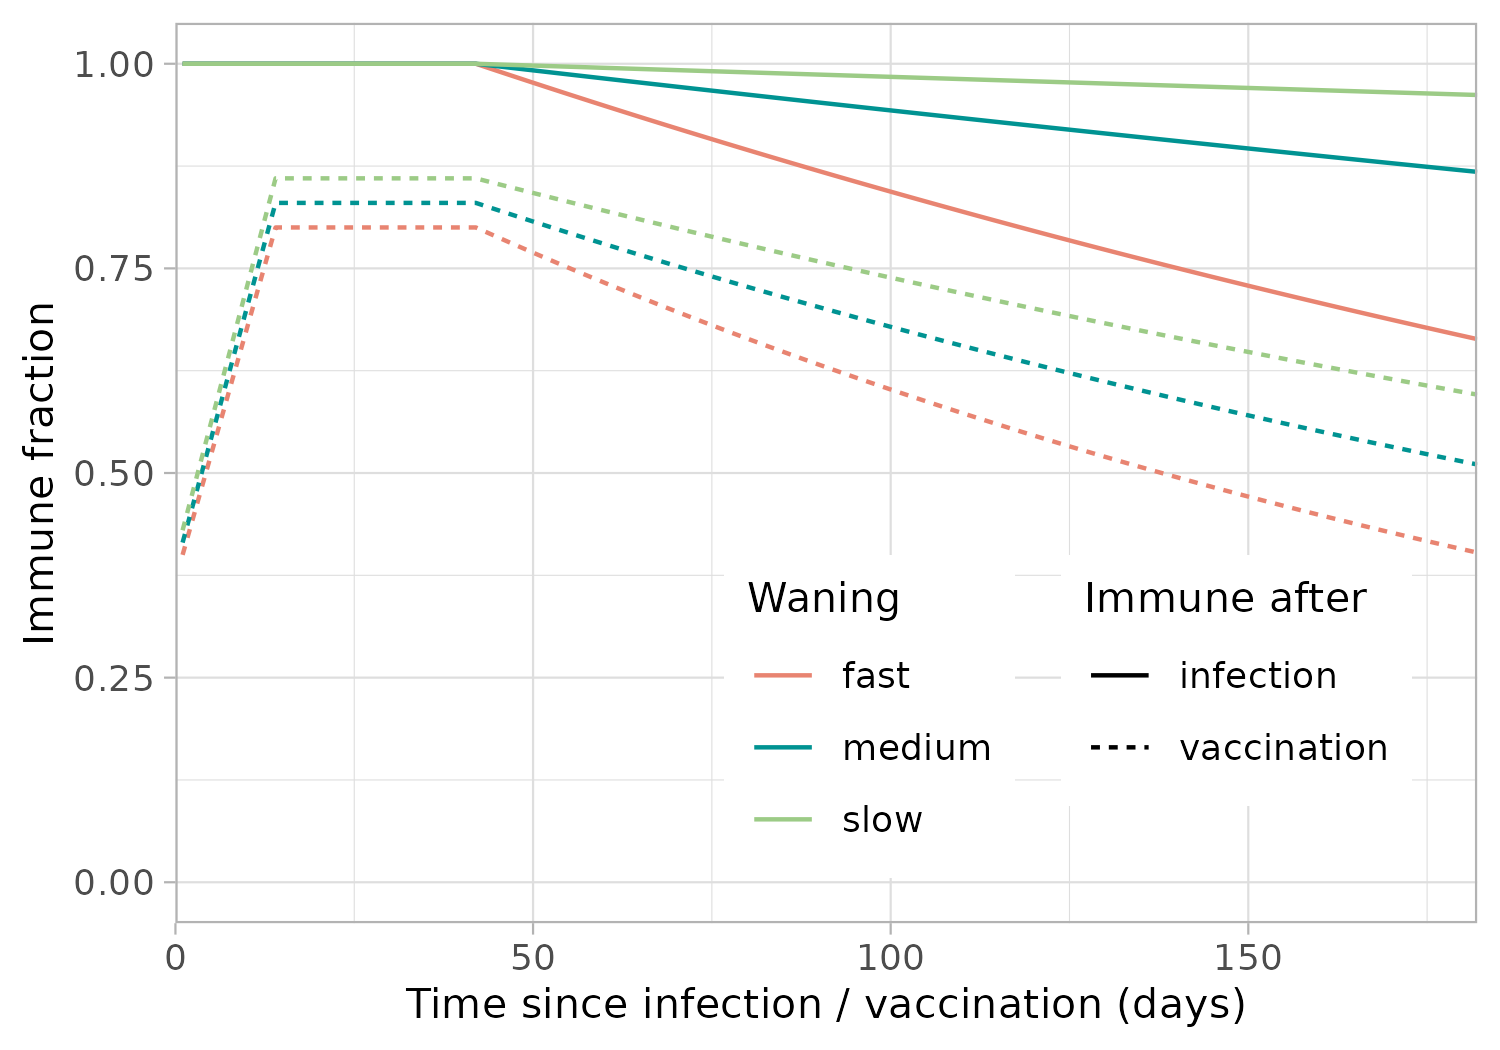 1.00
0.75
0.50
0.25
0.00
Immune fraction
0
50
100
150
Time since infection / vaccination (days)
Waning
fast
medium
slow
Immune after
infection
vaccination